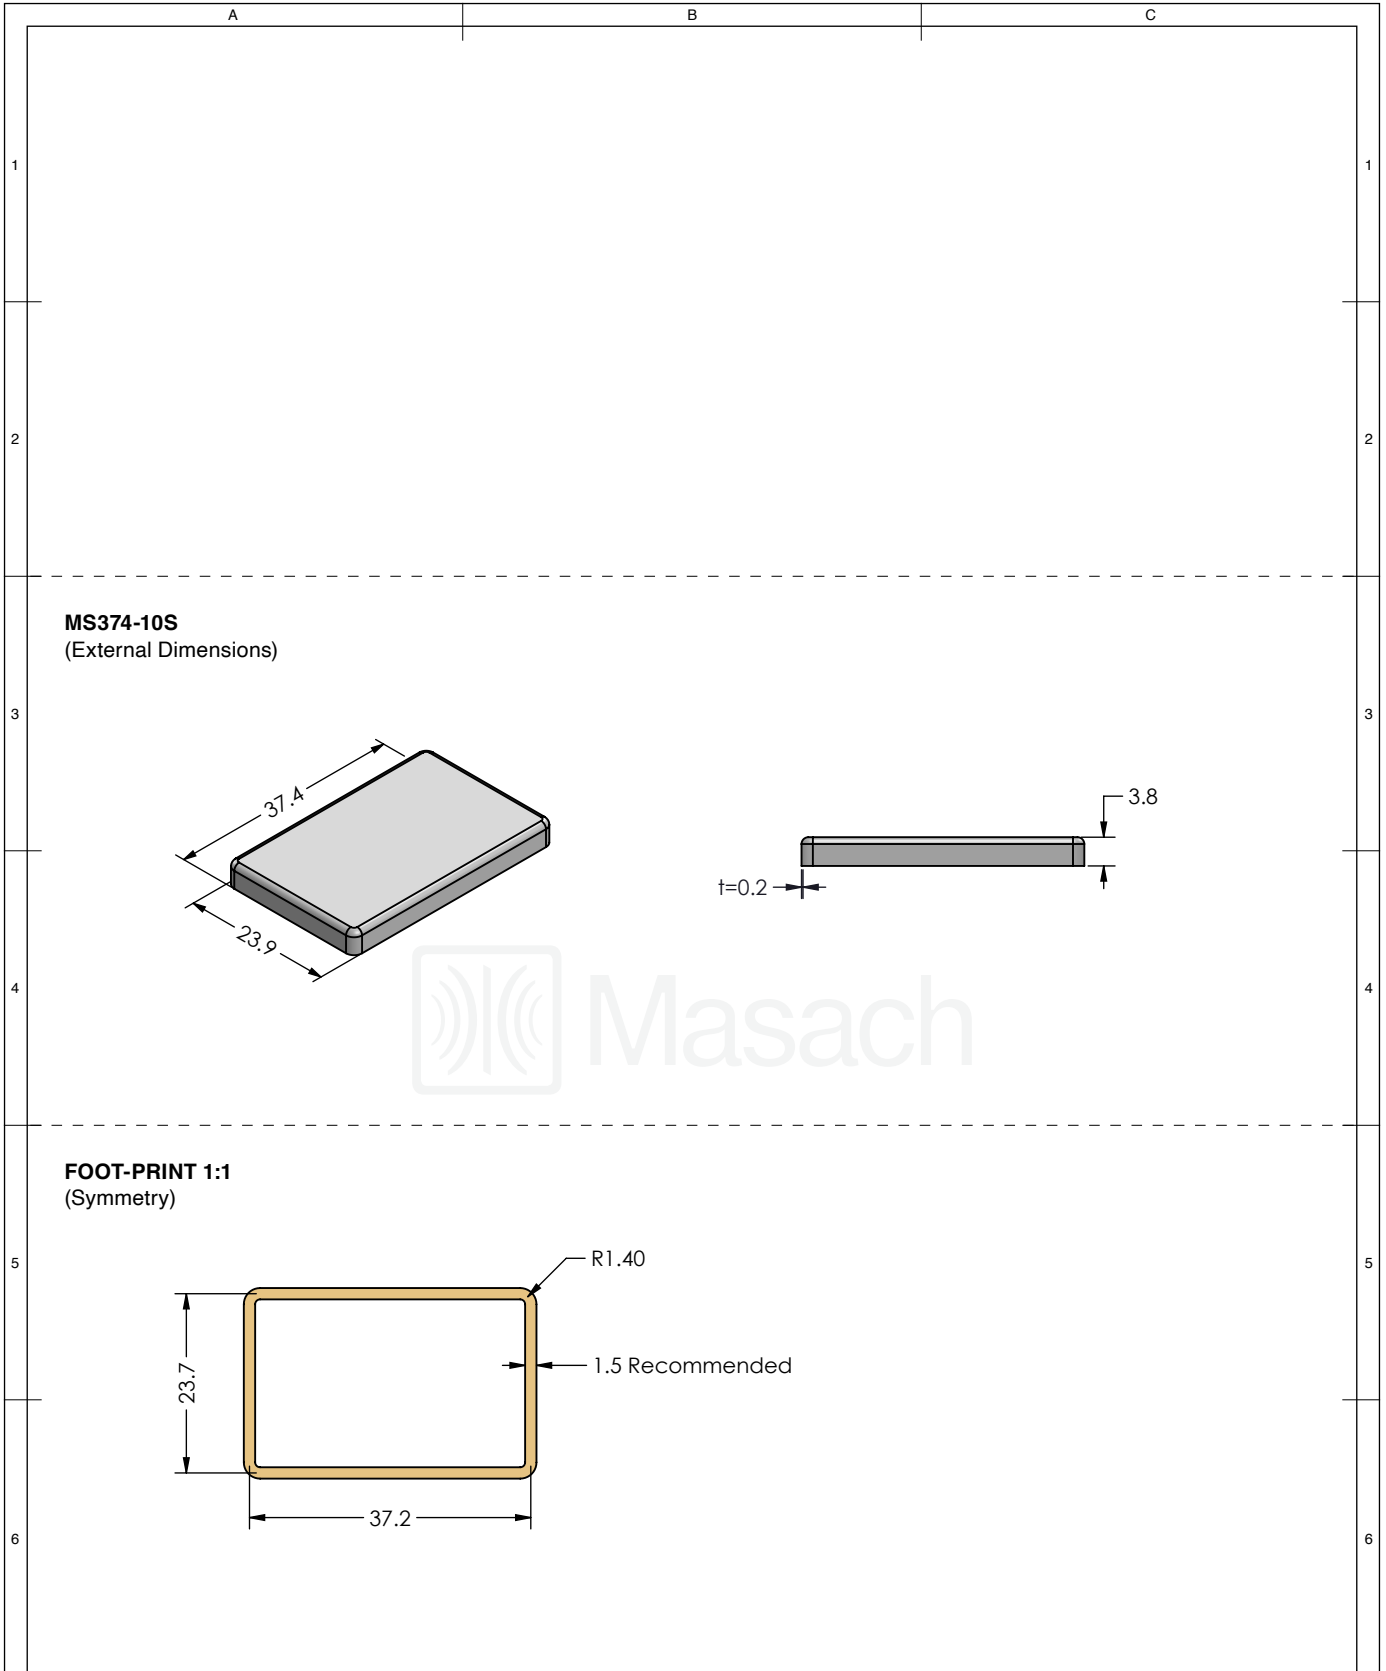 A B C
1 1
2 2
MS374-10S
(External Dimensions)
3 3
37.4
3.8
t=0.2
23.9
Masach
4 4
FOOT-PRINT 1:1
(Symmetry)
5 5
R1.40
1.5 Recommended
23.7
37.2
6 6